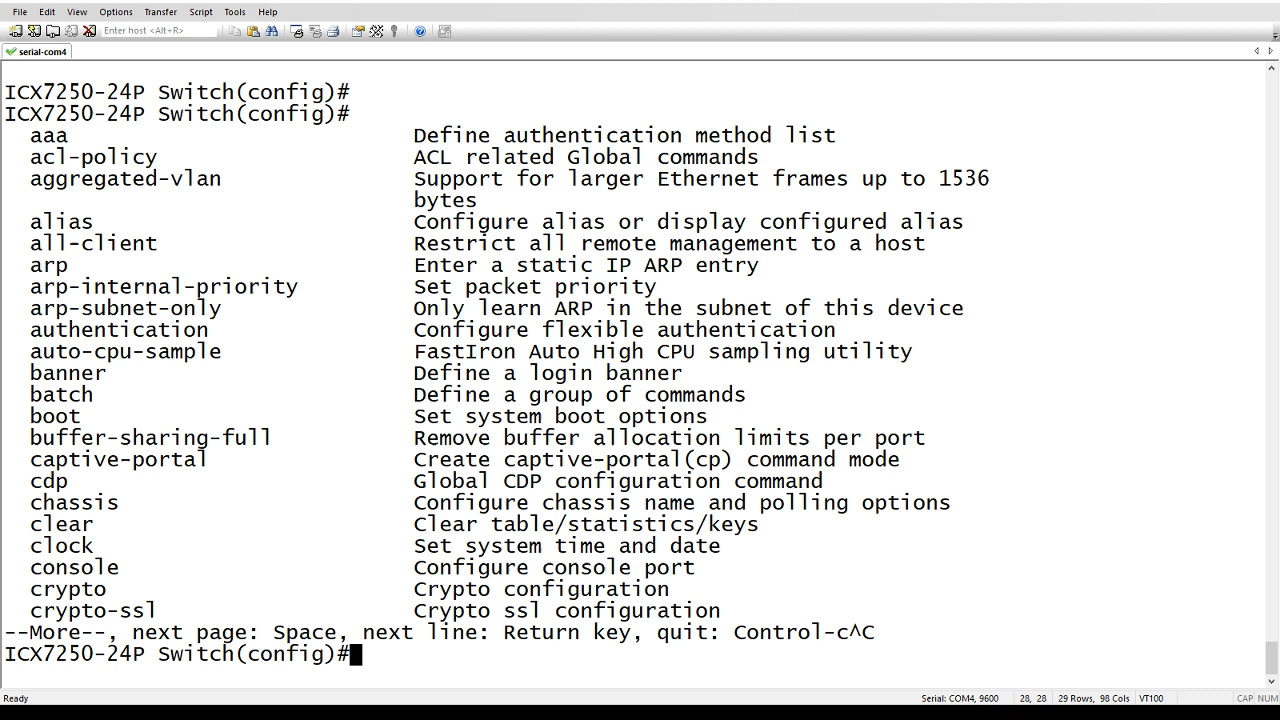 File Edit View Options Transfer Script Tools Help
Enter host <Alt+R>
serial-com4
ICX7250-24P Switch(config)#
ICX7250-24P Switch(config)#
aaa Define authentication method list
acl-policy ACL related Global commands
aggregated-vlan Support for larger Ethernet frames up to 1536
bytes
alias Configure alias or display configured alias
all-client Restrict all remote management to a host
arp Enter a static IP ARP entry
arp-internal-priority Set packet priority
arp-subnet-only Only learn ARP in the subnet of this device
authentication Configure flexible authentication
auto-cpu-sample FastIron Auto High CPU sampling utility
banner Define a login banner
batch Define a group of commands
boot Set system boot options
buffer-sharing-full Remove buffer allocation limits per port
captive-portal Create captive-portal(cp) command mode
cdp Global CDP configuration command
chassis Configure chassis name and polling options
clear Clear table/statistics/keys
clock Set system time and date
console Configure console port
crypto Crypto configuration
crypto-ssl Crypto ssl configuration
--More--, next page: Space, next line: Return key, quit: Control-c^C
ICX7250-24P Switch(config)#
Ready Serial: COM4, 9600 28, 28 29 Rows, 98 Cols VT100 CAP NUM